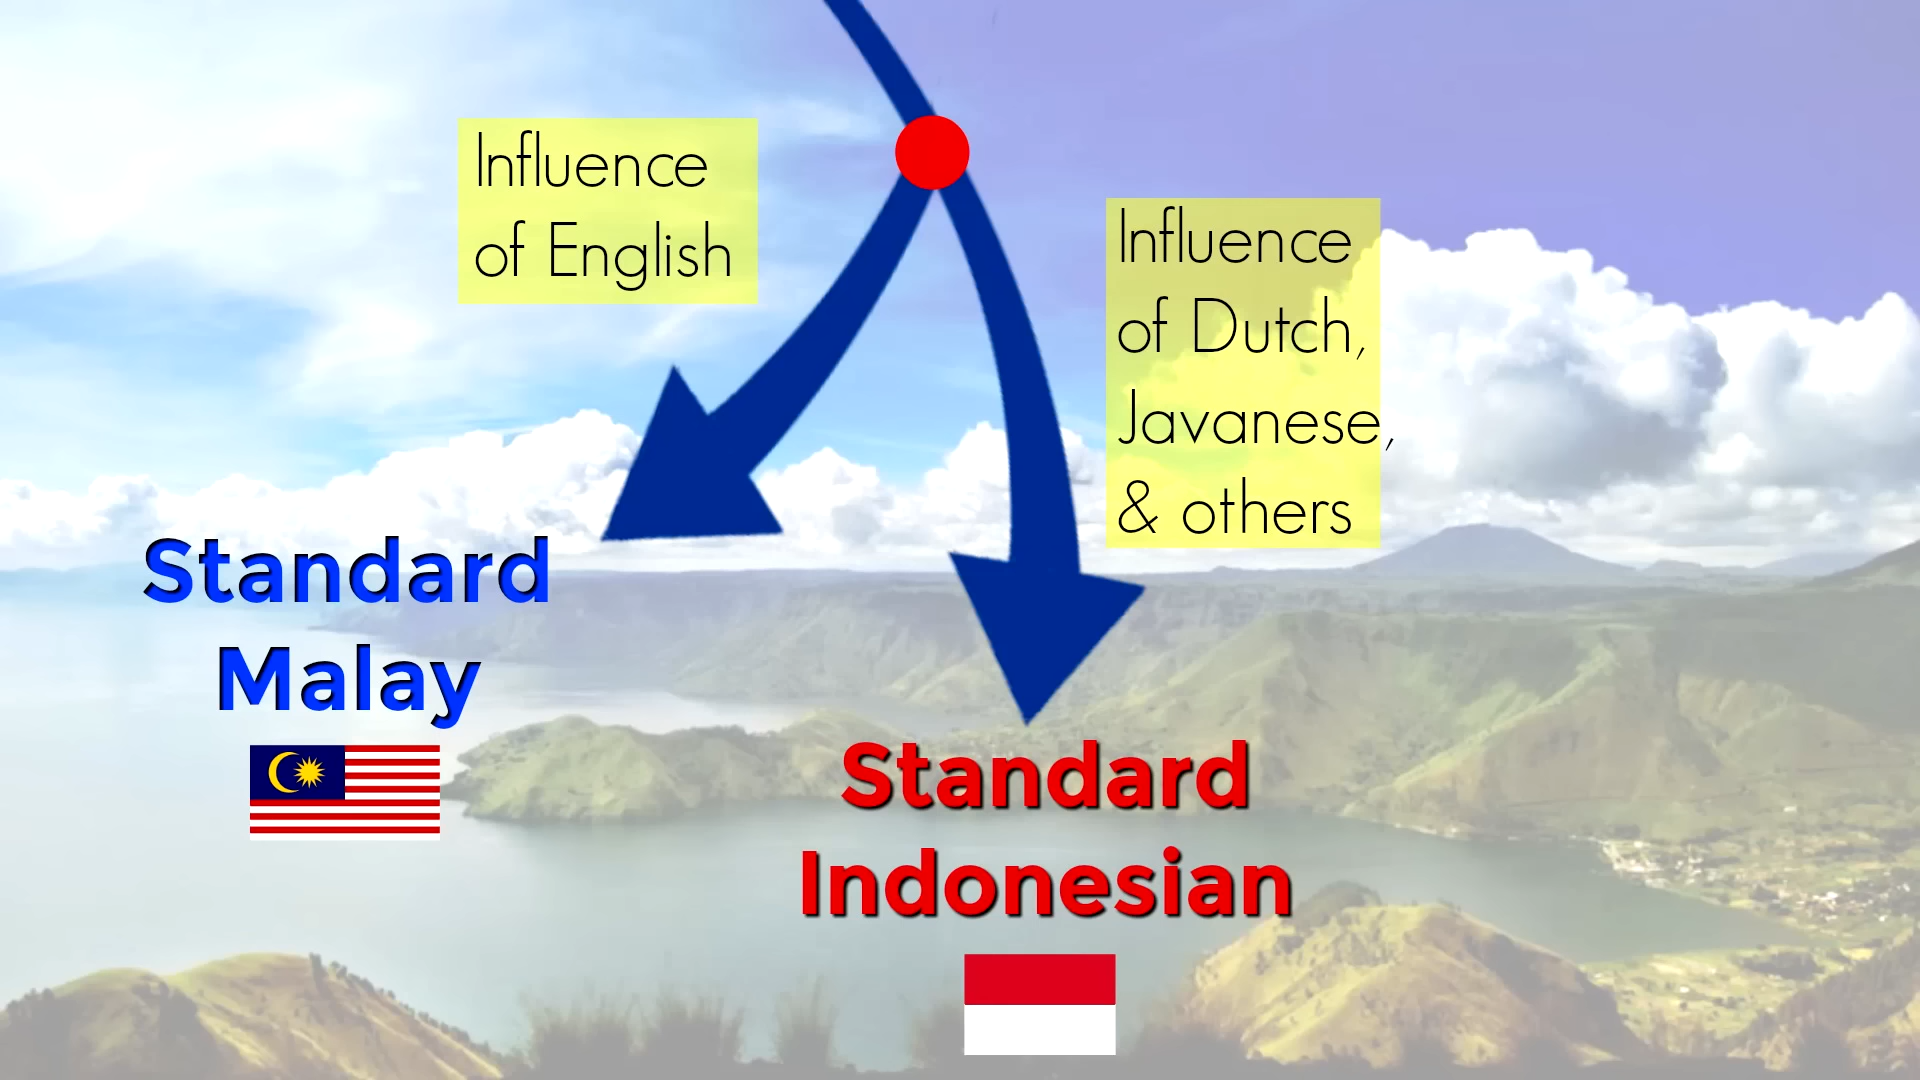 Influence
of English
Influence
of Dutch,
Javanese,
& others
Standard
Malay
Standard
Indonesian